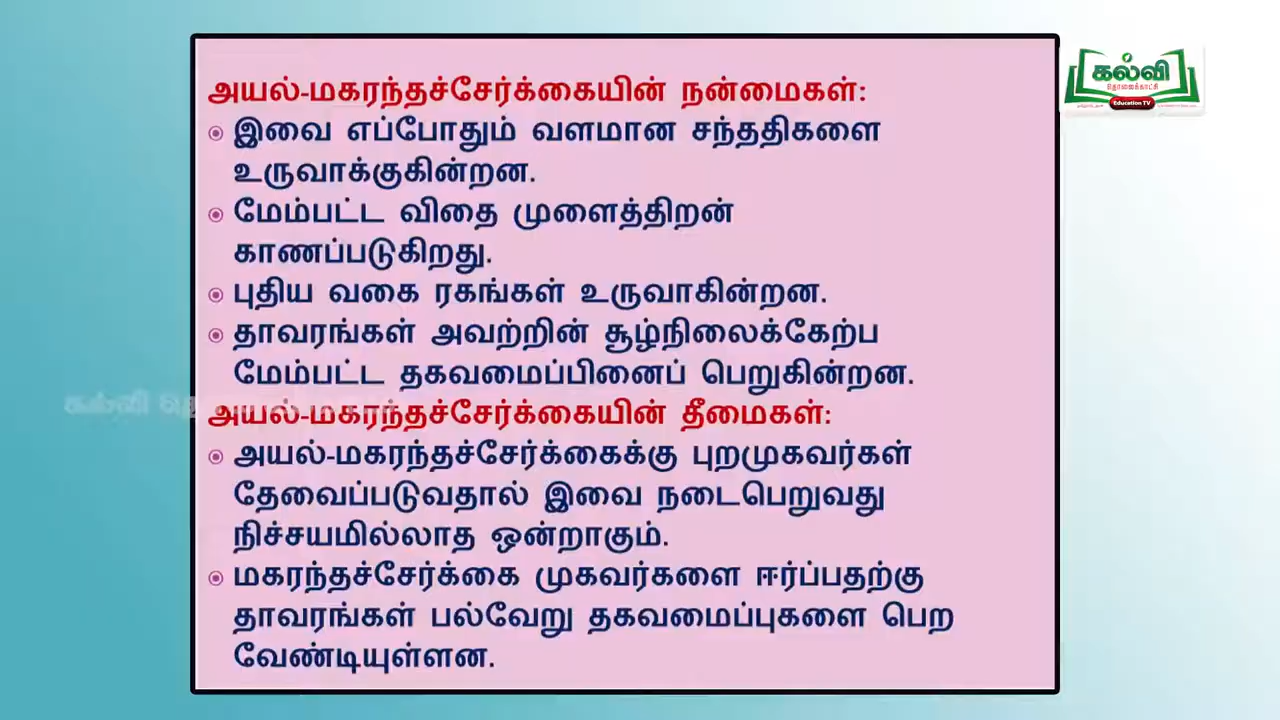 அயல்-மகரந்தச்சேர்க்கையின் நன்மைகள்:
இவை எப்போதும் வளமான சந்ததிகளை
உருவாக்குகின்றன.
மேம்பட்ட விதை முளைத்திறன்
காணப்படுகிறது.
புதிய வகை ரகங்கள் உருவாகின்றன.
தாவரங்கள் அவற்றின் சூழ்நிலைக்கேற்ப
மேம்பட்ட தகவமைப்பினைப் பெறுகின்றன.
அயல்-மகரந்தச்சேர்க்கையின் தீமைகள்:
அயல்-மகரந்தச்சேர்க்கைக்கு புறமுகவர்கள்
தேவைப்படுவதால் இவை நடைபெறுவது
நிச்சயமில்லாத ஒன்றாகும்.
மகரந்தச்சேர்க்கை முகவர்களை ஈர்ப்பதற்கு
தாவரங்கள் பல்வேறு தகவமைப்புகளை பெற
வேண்டியுள்ளன.
கல்வி
தொலைக்காட்சி
Education TV
கல்வி